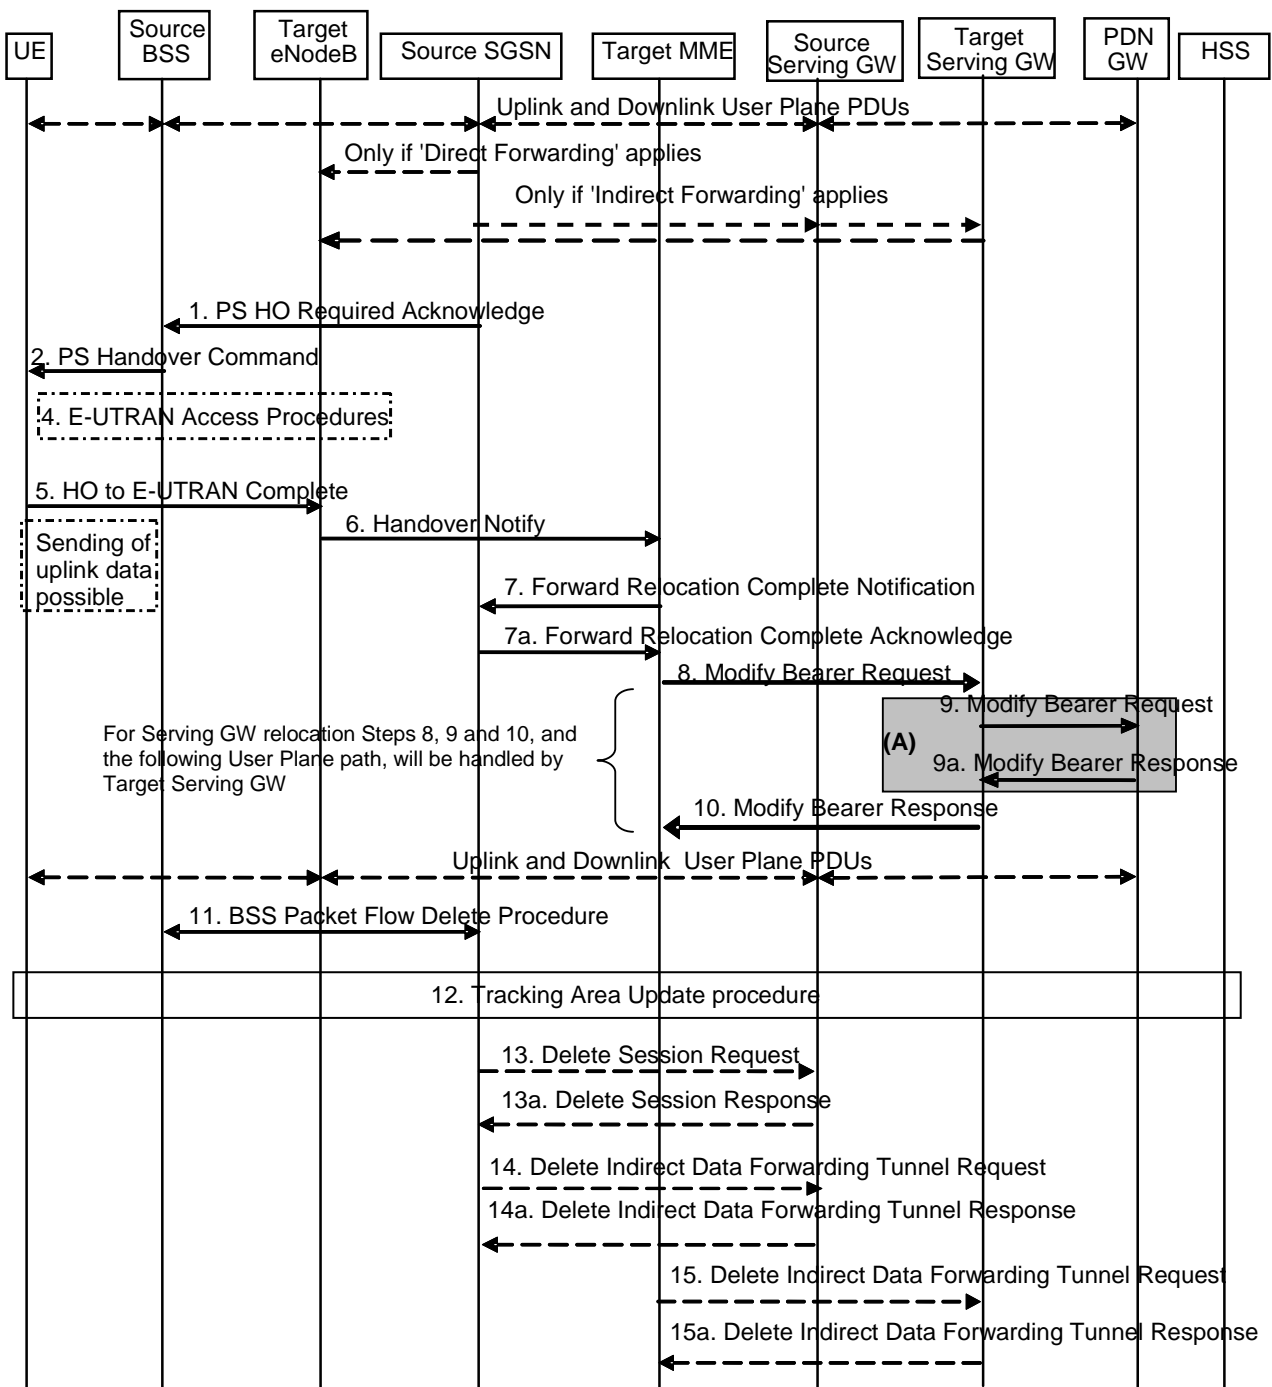 UE
Source
BSS
Target
eNodeB
Source SGSN
Target MME
Source
Serving GW
Target
Serving GW
PDN
GW
HSS
Uplink and Downlink User Plane PDUs
Only if 'Direct Forwarding' applies
Only if 'Indirect Forwarding' applies
1. PS HO Required Acknowledge
2. PS Handover Command
4. E-UTRAN Access Procedures
5. HO to E-UTRAN Complete
6. Handover Notify
Sending of
uplink data
possible
7. Forward Relocation Complete Notification
7a. Forward Relocation Complete Acknowledge
8. Modify Bearer Request
9. Modify Bearer Request
For Serving GW relocation Steps 8, 9 and 10, and
the following User Plane path, will be handled by
Target Serving GW
(A)
9a. Modify Bearer Response
10. Modify Bearer Response
Uplink and Downlink User Plane PDUs
11. BSS Packet Flow Delete Procedure
12. Tracking Area Update procedure
13. Delete Session Request
13a. Delete Session Response
14. Delete Indirect Data Forwarding Tunnel Request
14a. Delete Indirect Data Forwarding Tunnel Response
15. Delete Indirect Data Forwarding Tunnel Request
15a. Delete Indirect Data Forwarding Tunnel Response